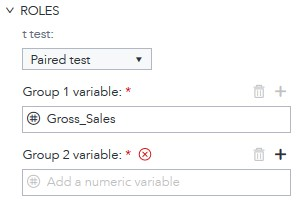 ROLES
t test:
Paired test
Group 1 variable: *
Gross_Sales
Group 2 variable: *
Add a numeric variable